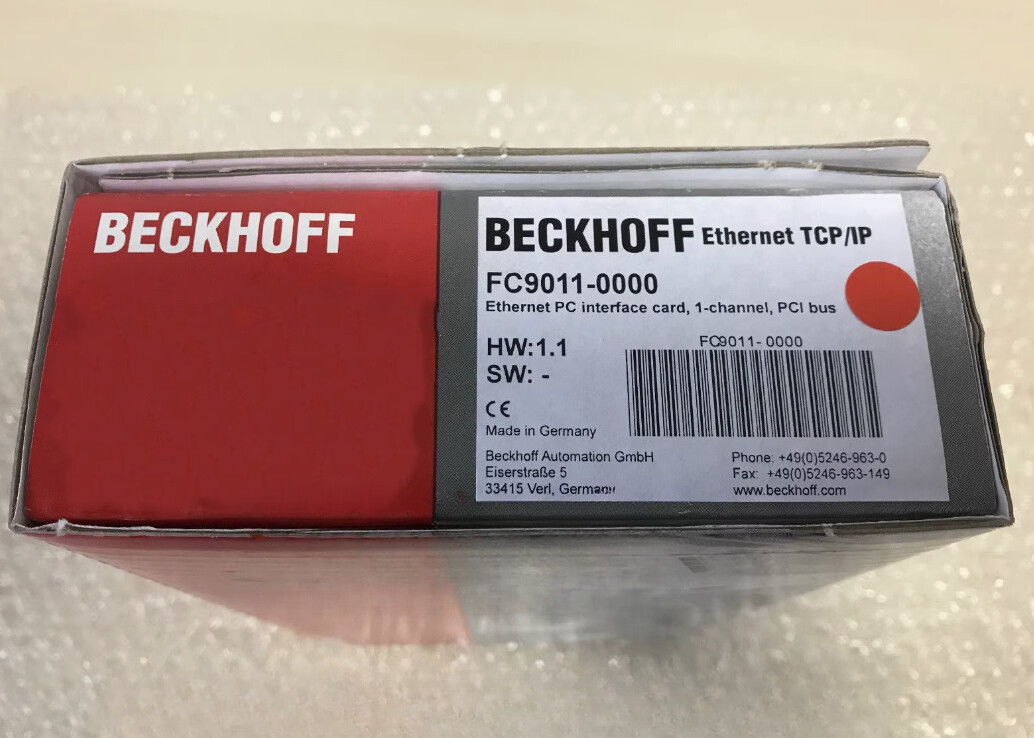 BECKHOFF
BECKHOFF Ethernet TCP/IP
FC9011-0000
Ethernet PC interface card, 1-channel, PCI bus
HW:1.1
SW: -
FC9011-0000
CE
Made in Germany
Beckhoff Automation GmbH
Eiserstraße 5
33415 Verl, Germany
Phone: +49(0)5246-963-0
Fax: +49(0)5246-963-149
www.beckhoff.com